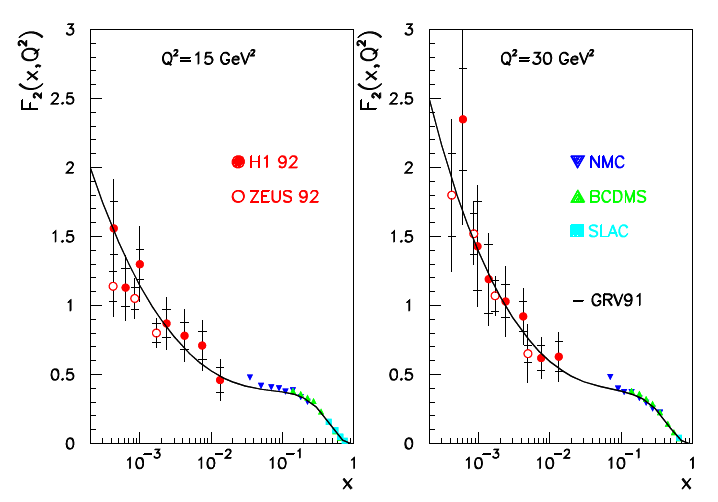 F₂(x,Q²)
Q²=15 GeV²
3
2.5
2
1.5
1
0.5
0
H1 92
ZEUS 92
10⁻³
10⁻²
10⁻¹
1
x
F₂(x,Q²)
Q²=30 GeV²
3
2.5
2
1.5
1
0.5
0
NMC
BCDMS
SLAC
GRV91
10⁻³
10⁻²
10⁻¹
1
x